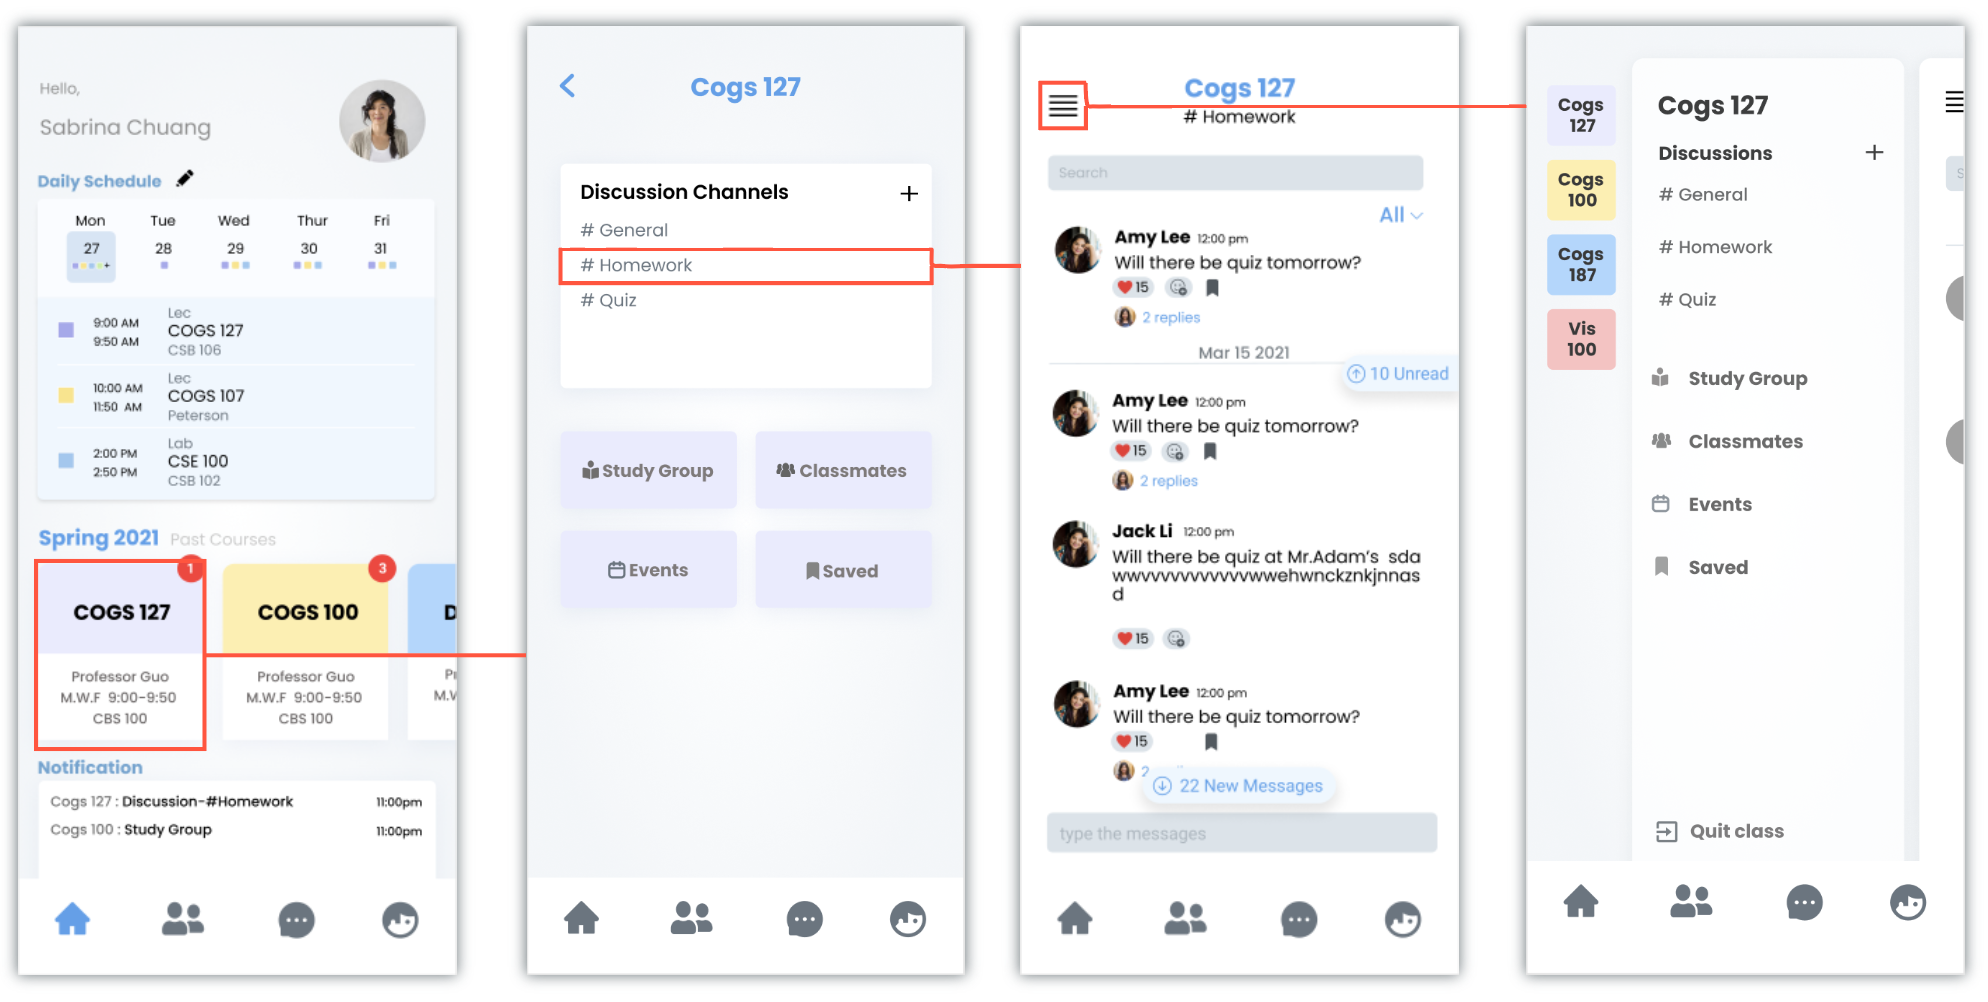 Hello,
Sabrina Chuang
Daily Schedule
Mon Tue Wed Thur Fri
27 28 29 30 31
9:00 AM
9:50 AM
Lec
COGS 127
CSB 106
10:00 AM
11:50 AM
Lec
COGS 107
Peterson
2:00 PM
2:50 PM
Lab
CSE 100
CSB 102
Spring 2021 Past Courses
1
COGS 127
Professor Guo
M.W.F 9:00-9:50
CBS 100
3
COGS 100
Professor Guo
M.W.F 9:00-9:50
CBS 100
D
P
M.V
Notification
Cogs 127 : Discussion-#Homework 11:00pm
Cogs 100 : Study Group 11:00pm
Cogs 127
Discussion Channels +
# General
# Homework
# Quiz
Study Group
Classmates
Events
Saved
Cogs 127
# Homework
Search
All
Amy Lee 12:00 pm
Will there be quiz tomorrow?
15
2 replies
Mar 15 2021
10 Unread
Amy Lee 12:00 pm
Will there be quiz tomorrow?
15
2 replies
Jack Li 12:00 pm
Will there be quiz at Mr.Adam's sda
wwvvvvvvvvvvvwwehwnckznkjnnas
d
15
Amy Lee 12:00 pm
Will there be quiz tomorrow?
15
2
22 New Messages
type the messages
Cogs
127
Cogs
100
Cogs
187
Vis
100
Cogs 127
Discussions +
# General
# Homework
# Quiz
Study Group
Classmates
Events
Saved
Quit class
S